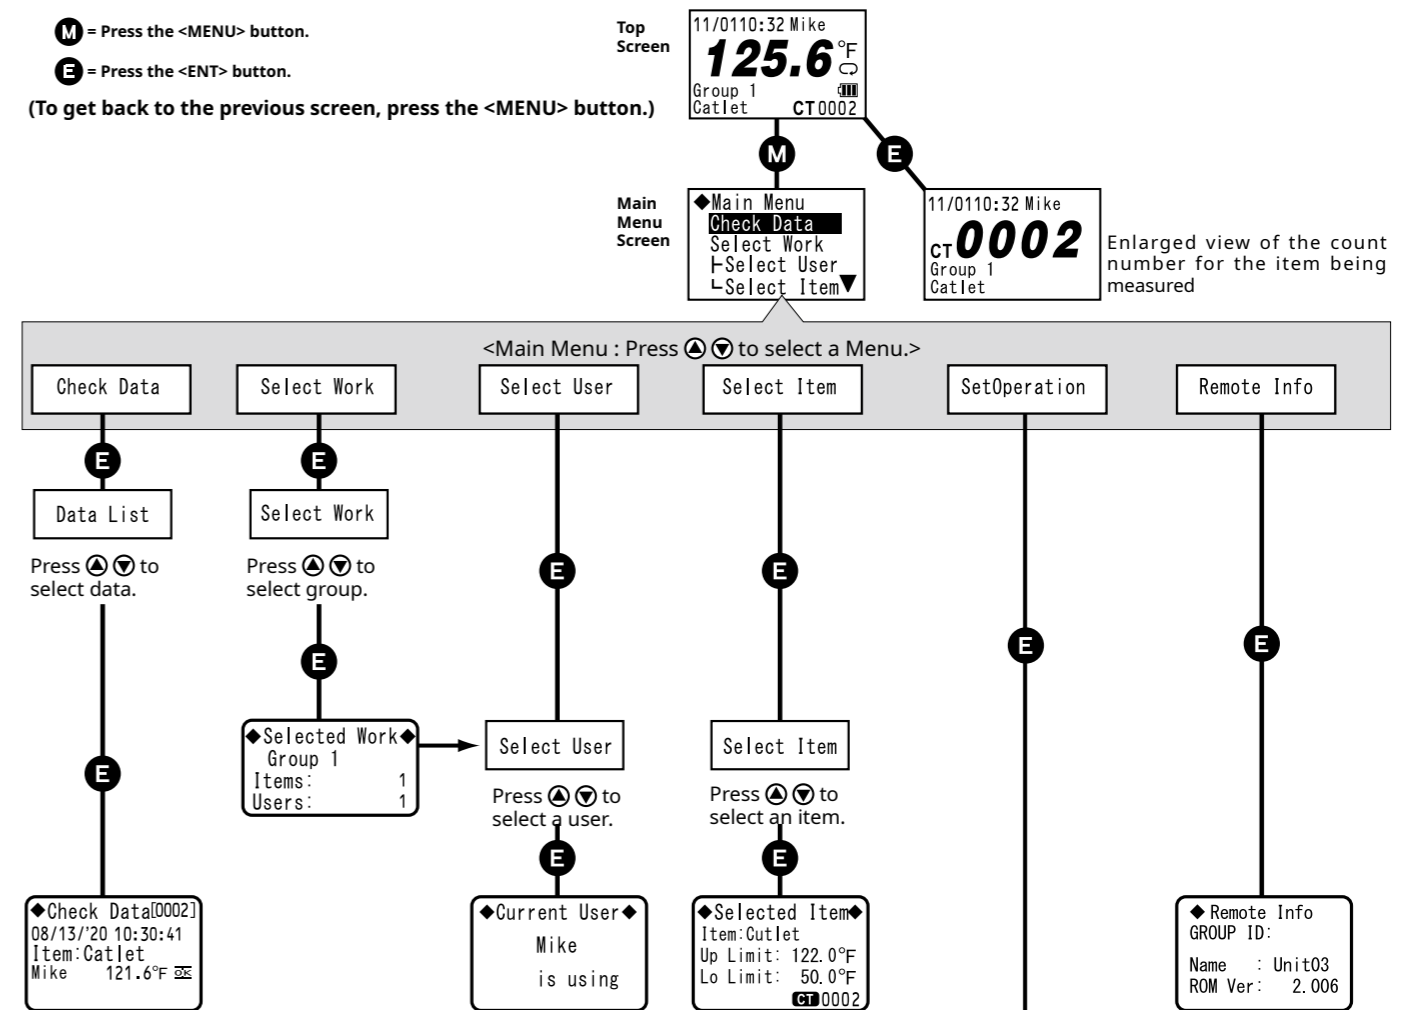 M = Press the <MENU> button.
E = Press the <ENT> button.
(To get back to the previous screen, press the <MENU> button.)
Top
Screen
11/0110:32 Mike
125.6 °F
Group 1
Catlet CT0002
M
E
Main
Menu
Screen
◆Main Menu
Check Data
Select Work
├Select User
└Select Item▼
11/0110:32 Mike
CT0002
Group 1
Catlet
Enlarged view of the count
number for the item being
measured
<Main Menu : Press ▲ ▼ to select a Menu.>
Check Data
Select Work
Select User
Select Item
SetOperation
Remote Info
E
E
Data List
Select Work
Press ▲ ▼ to
select data.
Press ▲ ▼ to
select group.
E
E
E
E
E
◆Selected Work◆
Group 1
Items: 1
Users: 1
Select User
Select Item
E
Press ▲ ▼ to
select a user.
Press ▲ ▼ to
select an item.
E
E
◆Check Data[0002]
08/13/'20 10:30:41
Item:Catlet
Mike 121.6°F OK
◆Current User◆
Mike
is using
◆Selected Item◆
Item:Cutlet
Up Limit: 122.0°F
Lo Limit: 50.0°F
CT0002
◆Remote Info
GROUP ID:
Name : Unit03
ROM Ver: 2.006